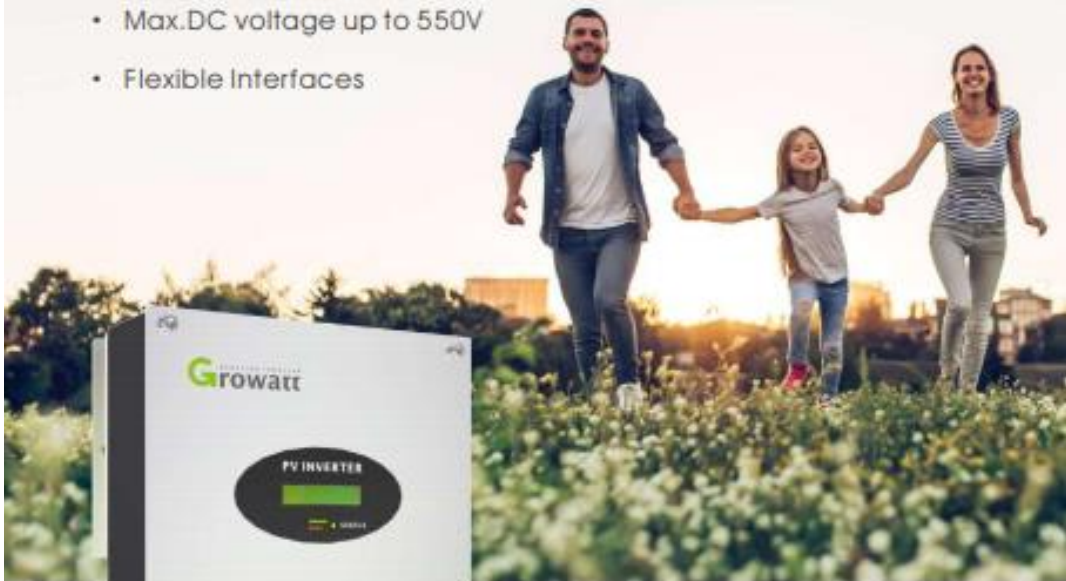 • Max.DC voltage up to 550V
• Flexible Interfaces
Growatt
PV INVERTER